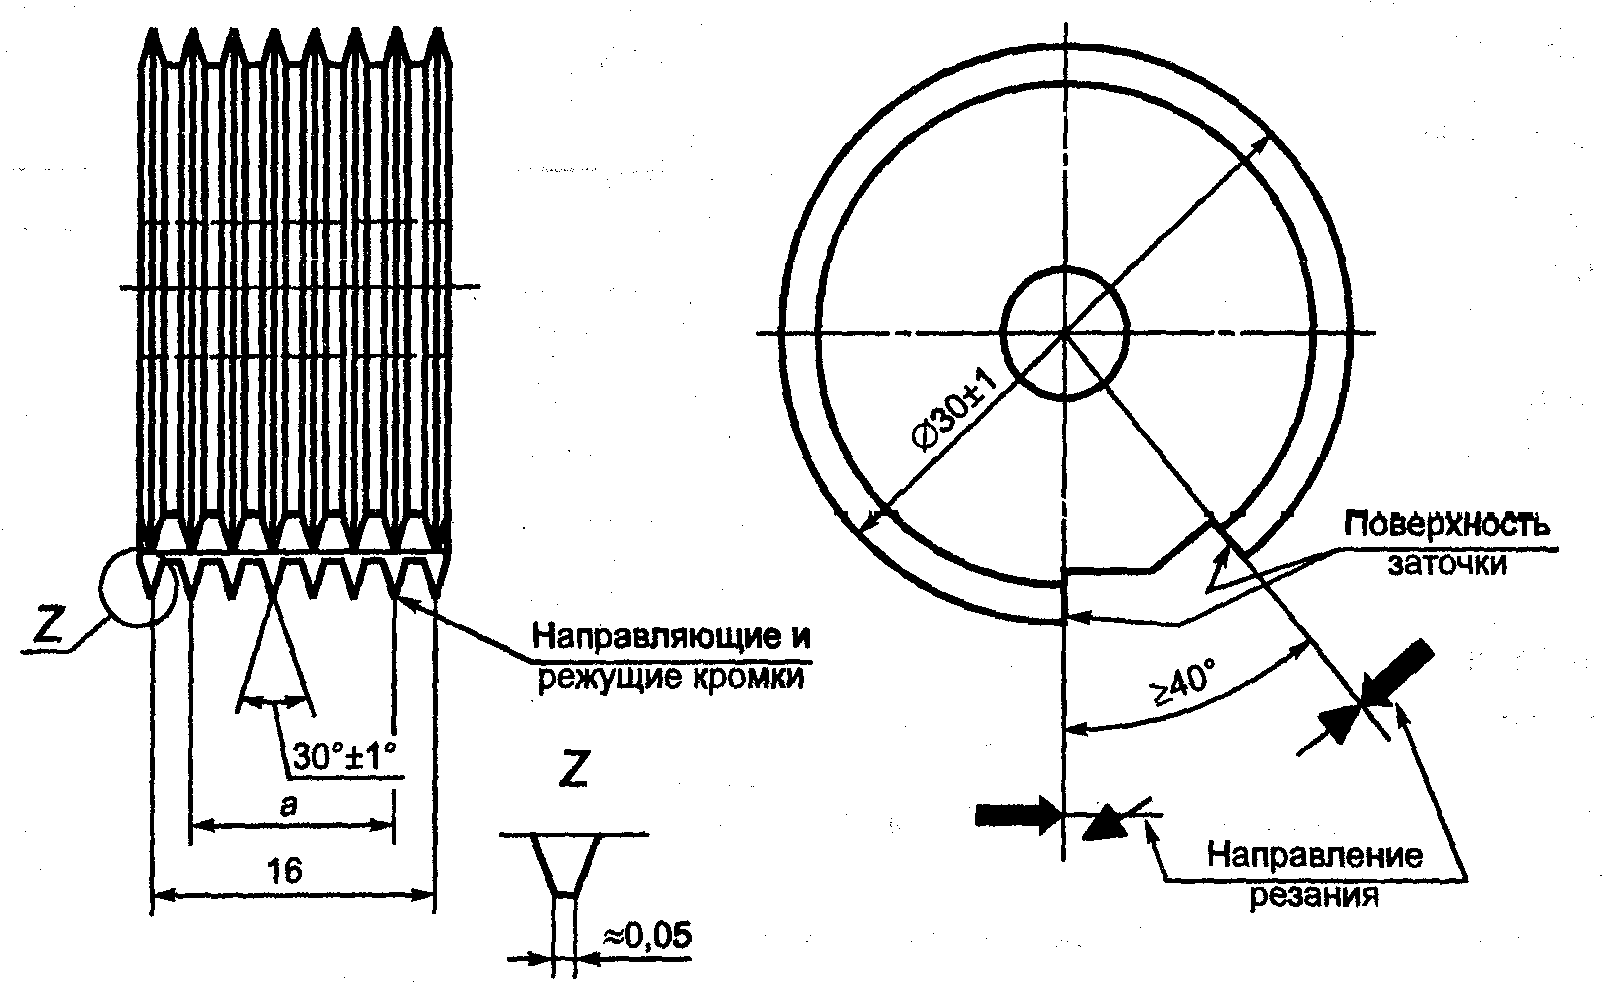 Ø30±1
Поверхность
заточки
Z
Направляющие и
режущие кромки
≥40°
30°±1°
Z
a
16
Направление
резания
≈0,05